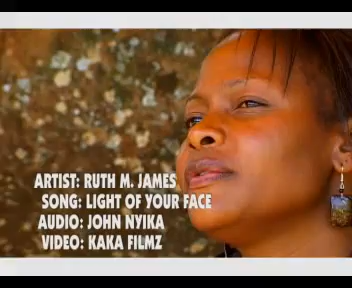 ARTIST: RUTH M. JAMES
SONG: LIGHT OF YOUR FACE
AUDIO: JOHN NYIKA
VIDEO: KAKA FILMZ